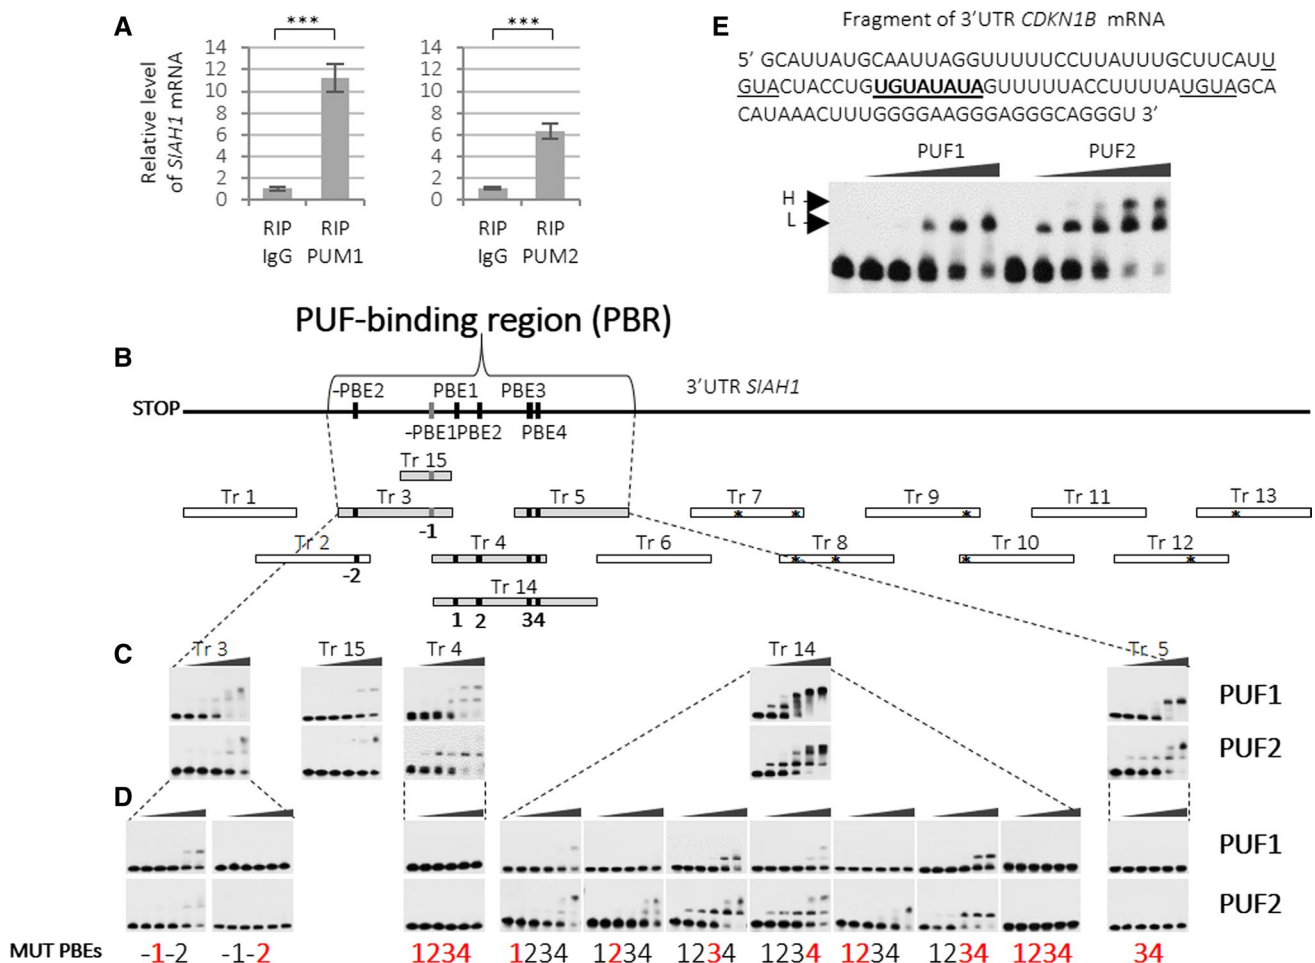 A
***
***
Relative level
of SIAH1 mRNA
14
12
10
8
6
4
2
0
14
12
10
8
6
4
2
0
RIP IgG
RIP PUM1
RIP IgG
RIP PUM2
E
Fragment of 3'UTR CDKN1B mRNA
5' GCAUUAUGCAAUUAGGUUUUUCCUUAUUUGCUUCAUU
GUACUACCUGUGUAUAUAGUUUUUACCUUUUAUGUAGCA
CAUAAACUUUGGGGAAGGGAGGGCAGGGU 3'
PUF1 PUF2
H
L
PUF-binding region (PBR)
B
-PBE2 PBE1 PBE3
3'UTR SIAH1
STOP
-PBE1 PBE2 PBE4
Tr 15
Tr 1 Tr 3 Tr 5 Tr 7 Tr 9 Tr 11 Tr 13
* * * *
-1
Tr 2 Tr 4 Tr 6 Tr 8 Tr 10 Tr 12
* * * *
-2
Tr 14
1 2 34
C
Tr 3 Tr 15 Tr 4 Tr 14 Tr 5
PUF1
PUF2
D
PUF1
PUF2
MUT PBEs -1-2 -1-2 1234 1234 1234 1234 1234 1234 1234 1234 34